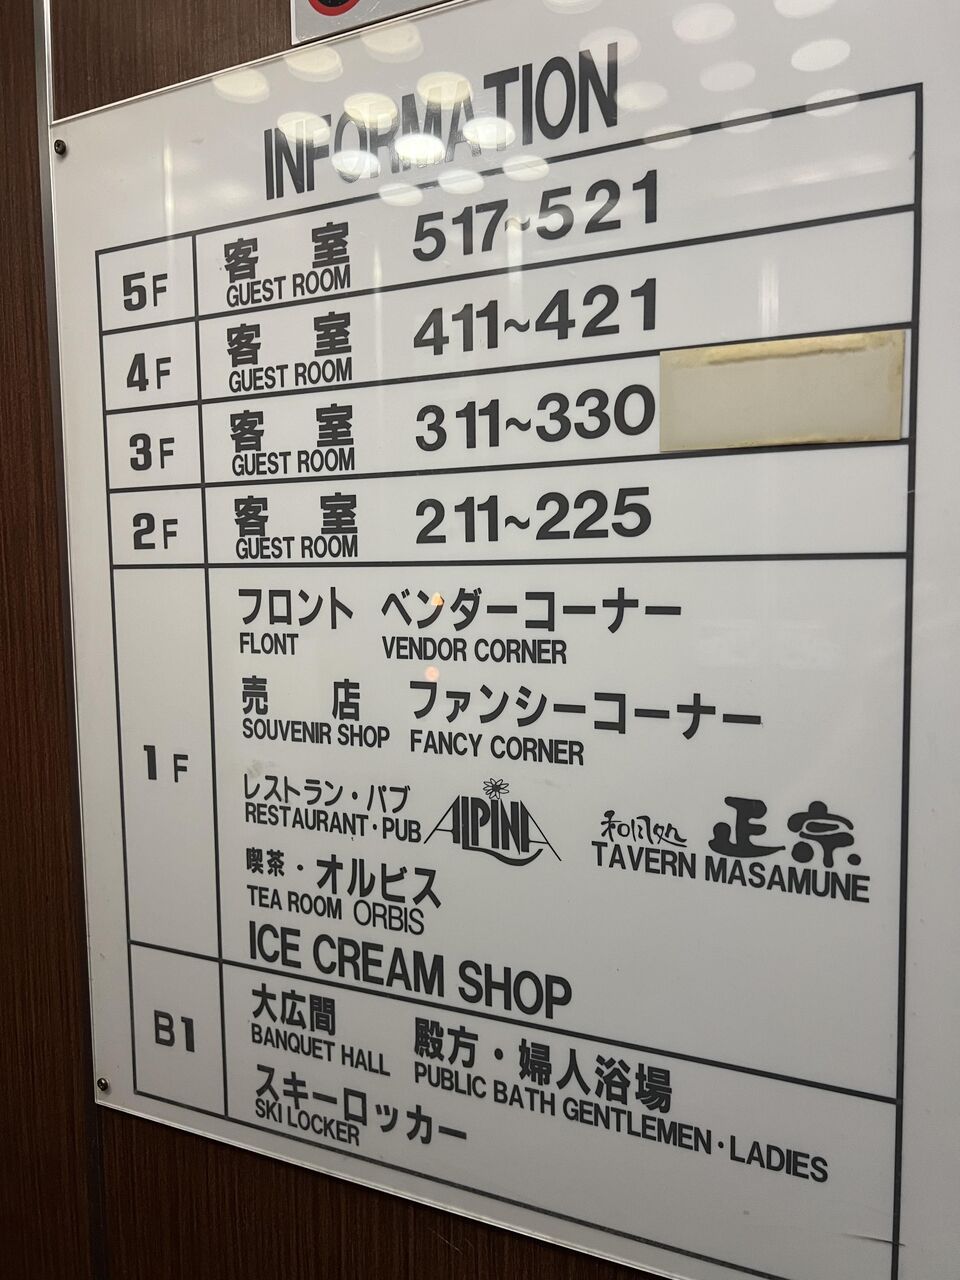 INFORMATION
5F 客室 517~521
GUEST ROOM
4F 客室 411~421
GUEST ROOM
3F 客室 311~330
GUEST ROOM
2F 客室 211~225
GUEST ROOM
1F
フロント ベンダーコーナー
FLONT VENDOR CORNER
売店 ファンシーコーナー
SOUVENIR SHOP FANCY CORNER
レストラン・パブ ALPINA 和風処 正宗
RESTAURANT・PUB TAVERN MASAMUNE
喫茶・オルビス
TEA ROOM ORBIS
ICE CREAM SHOP
B1
大広間 殿方・婦人浴場
BANQUET HALL PUBLIC BATH GENTLEMEN・LADIES
スキーロッカー
SKI LOCKER